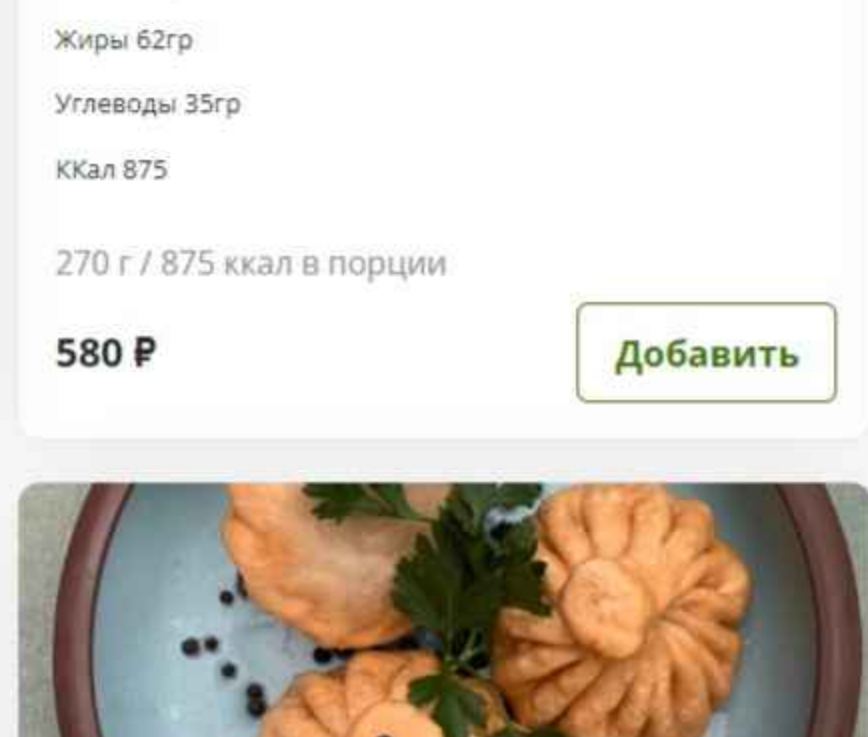 Жиры 62гр
Углеводы 35гр
ККал 875
270 г / 875 ккал в порции
580 ₽
Добавить